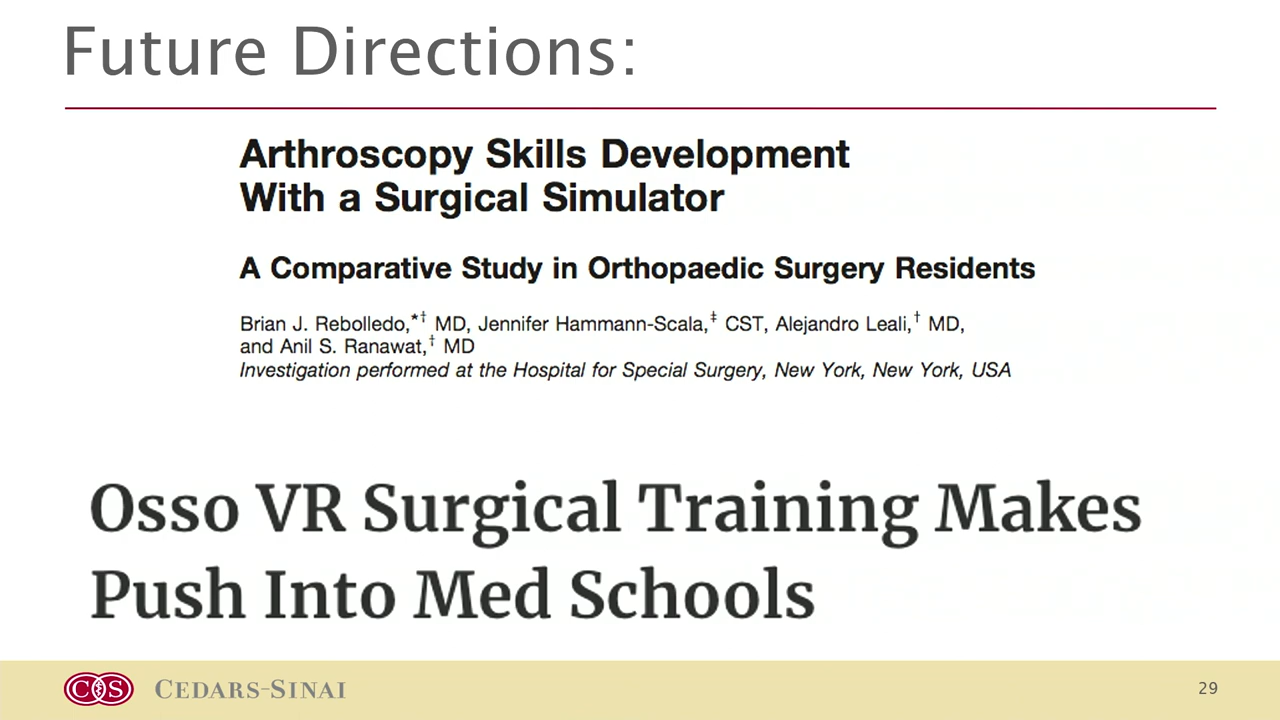 Future Directions:
Arthroscopy Skills Development
With a Surgical Simulator
A Comparative Study in Orthopaedic Surgery Residents
Brian J. Rebolledo,*† MD, Jennifer Hammann-Scala,‡ CST, Alejandro Leali,† MD,
and Anil S. Ranawat,† MD
Investigation performed at the Hospital for Special Surgery, New York, New York, USA
Osso VR Surgical Training Makes
Push Into Med Schools
CS CEDARS-SINAI
29